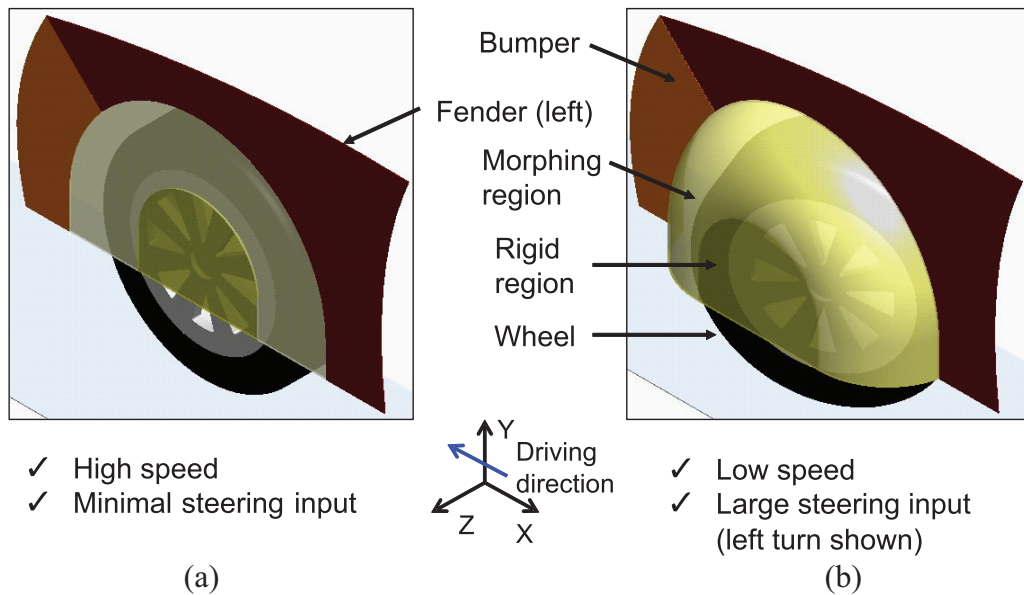 Bumper
Fender (left)
Morphing
region
Rigid
region
Wheel
✓ High speed
✓ Minimal steering input
Y
Driving
direction
Z
X
✓ Low speed
✓ Large steering input
(left turn shown)
(a)
(b)